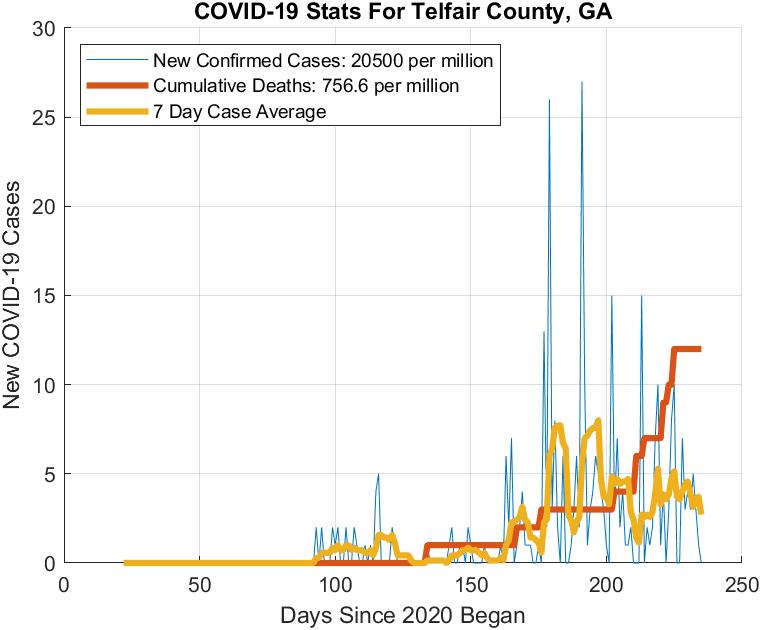 COVID-19 Stats For Telfair County, GA
New Confirmed Cases: 20500 per million
Cumulative Deaths: 756.6 per million
7 Day Case Average
New COVID-19 Cases
30
25
20
15
10
5
0
0 50 100 150 200 250
Days Since 2020 Began